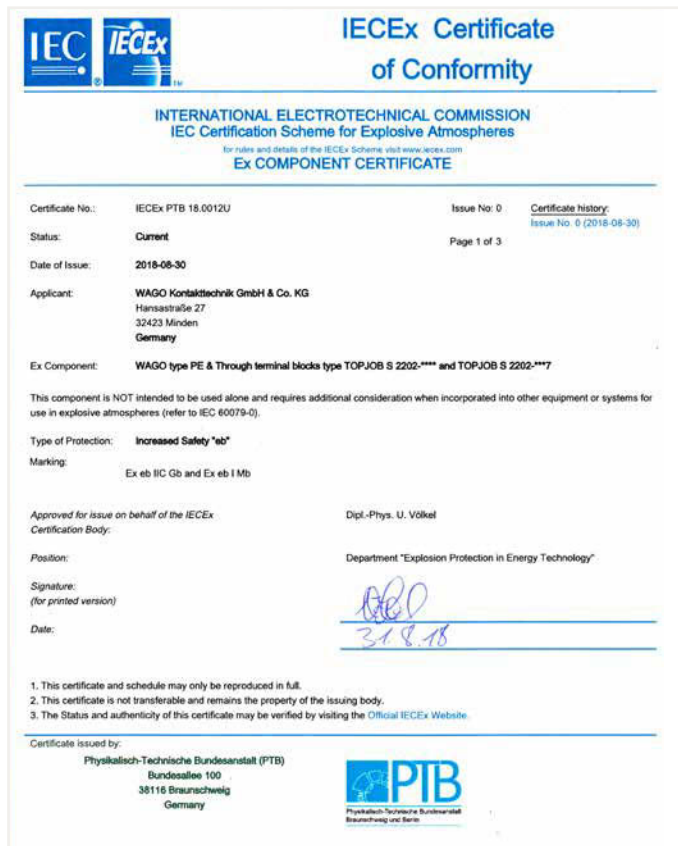 IEC
®
IECEx
TM
IECEx Certificate
of Conformity
INTERNATIONAL ELECTROTECHNICAL COMMISSION
IEC Certification Scheme for Explosive Atmospheres
for rules and details of the IECEx Scheme visit www.iecex.com
Ex COMPONENT CERTIFICATE
Certificate No.: IECEx PTB 18.0012U Issue No: 0 Certificate history:
Issue No. 0 (2018-08-30)
Status: Current
Page 1 of 3
Date of Issue: 2018-08-30
Applicant: WAGO Kontakttechnik GmbH & Co. KG
Hansastraße 27
32423 Minden
Germany
Ex Component: WAGO type PE & Through terminal blocks type TOPJOB S 2202-**** and TOPJOB S 2202-***7
This component is NOT intended to be used alone and requires additional consideration when incorporated into other equipment or systems for
use in explosive atmospheres (refer to IEC 60079-0).
Type of Protection: Increased Safety "eb"
Marking:
Ex eb IIC Gb and Ex eb I Mb
Approved for issue on behalf of the IECEx Dipl.-Phys. U. Völkel
Certification Body:
Position: Department "Explosion Protection in Energy Technology"
Signature:
(for printed version)
Date: 31.8.18
1. This certificate and schedule may only be reproduced in full.
2. This certificate is not transferable and remains the property of the issuing body.
3. The Status and authenticity of this certificate may be verified by visiting the Official IECEx Website.
Certificate issued by:
Physikalisch-Technische Bundesanstalt (PTB)
Bundesallee 100
38116 Braunschweig
Germany
PTB
Physikalisch-Technische Bundesanstalt
Braunschweig und Berlin